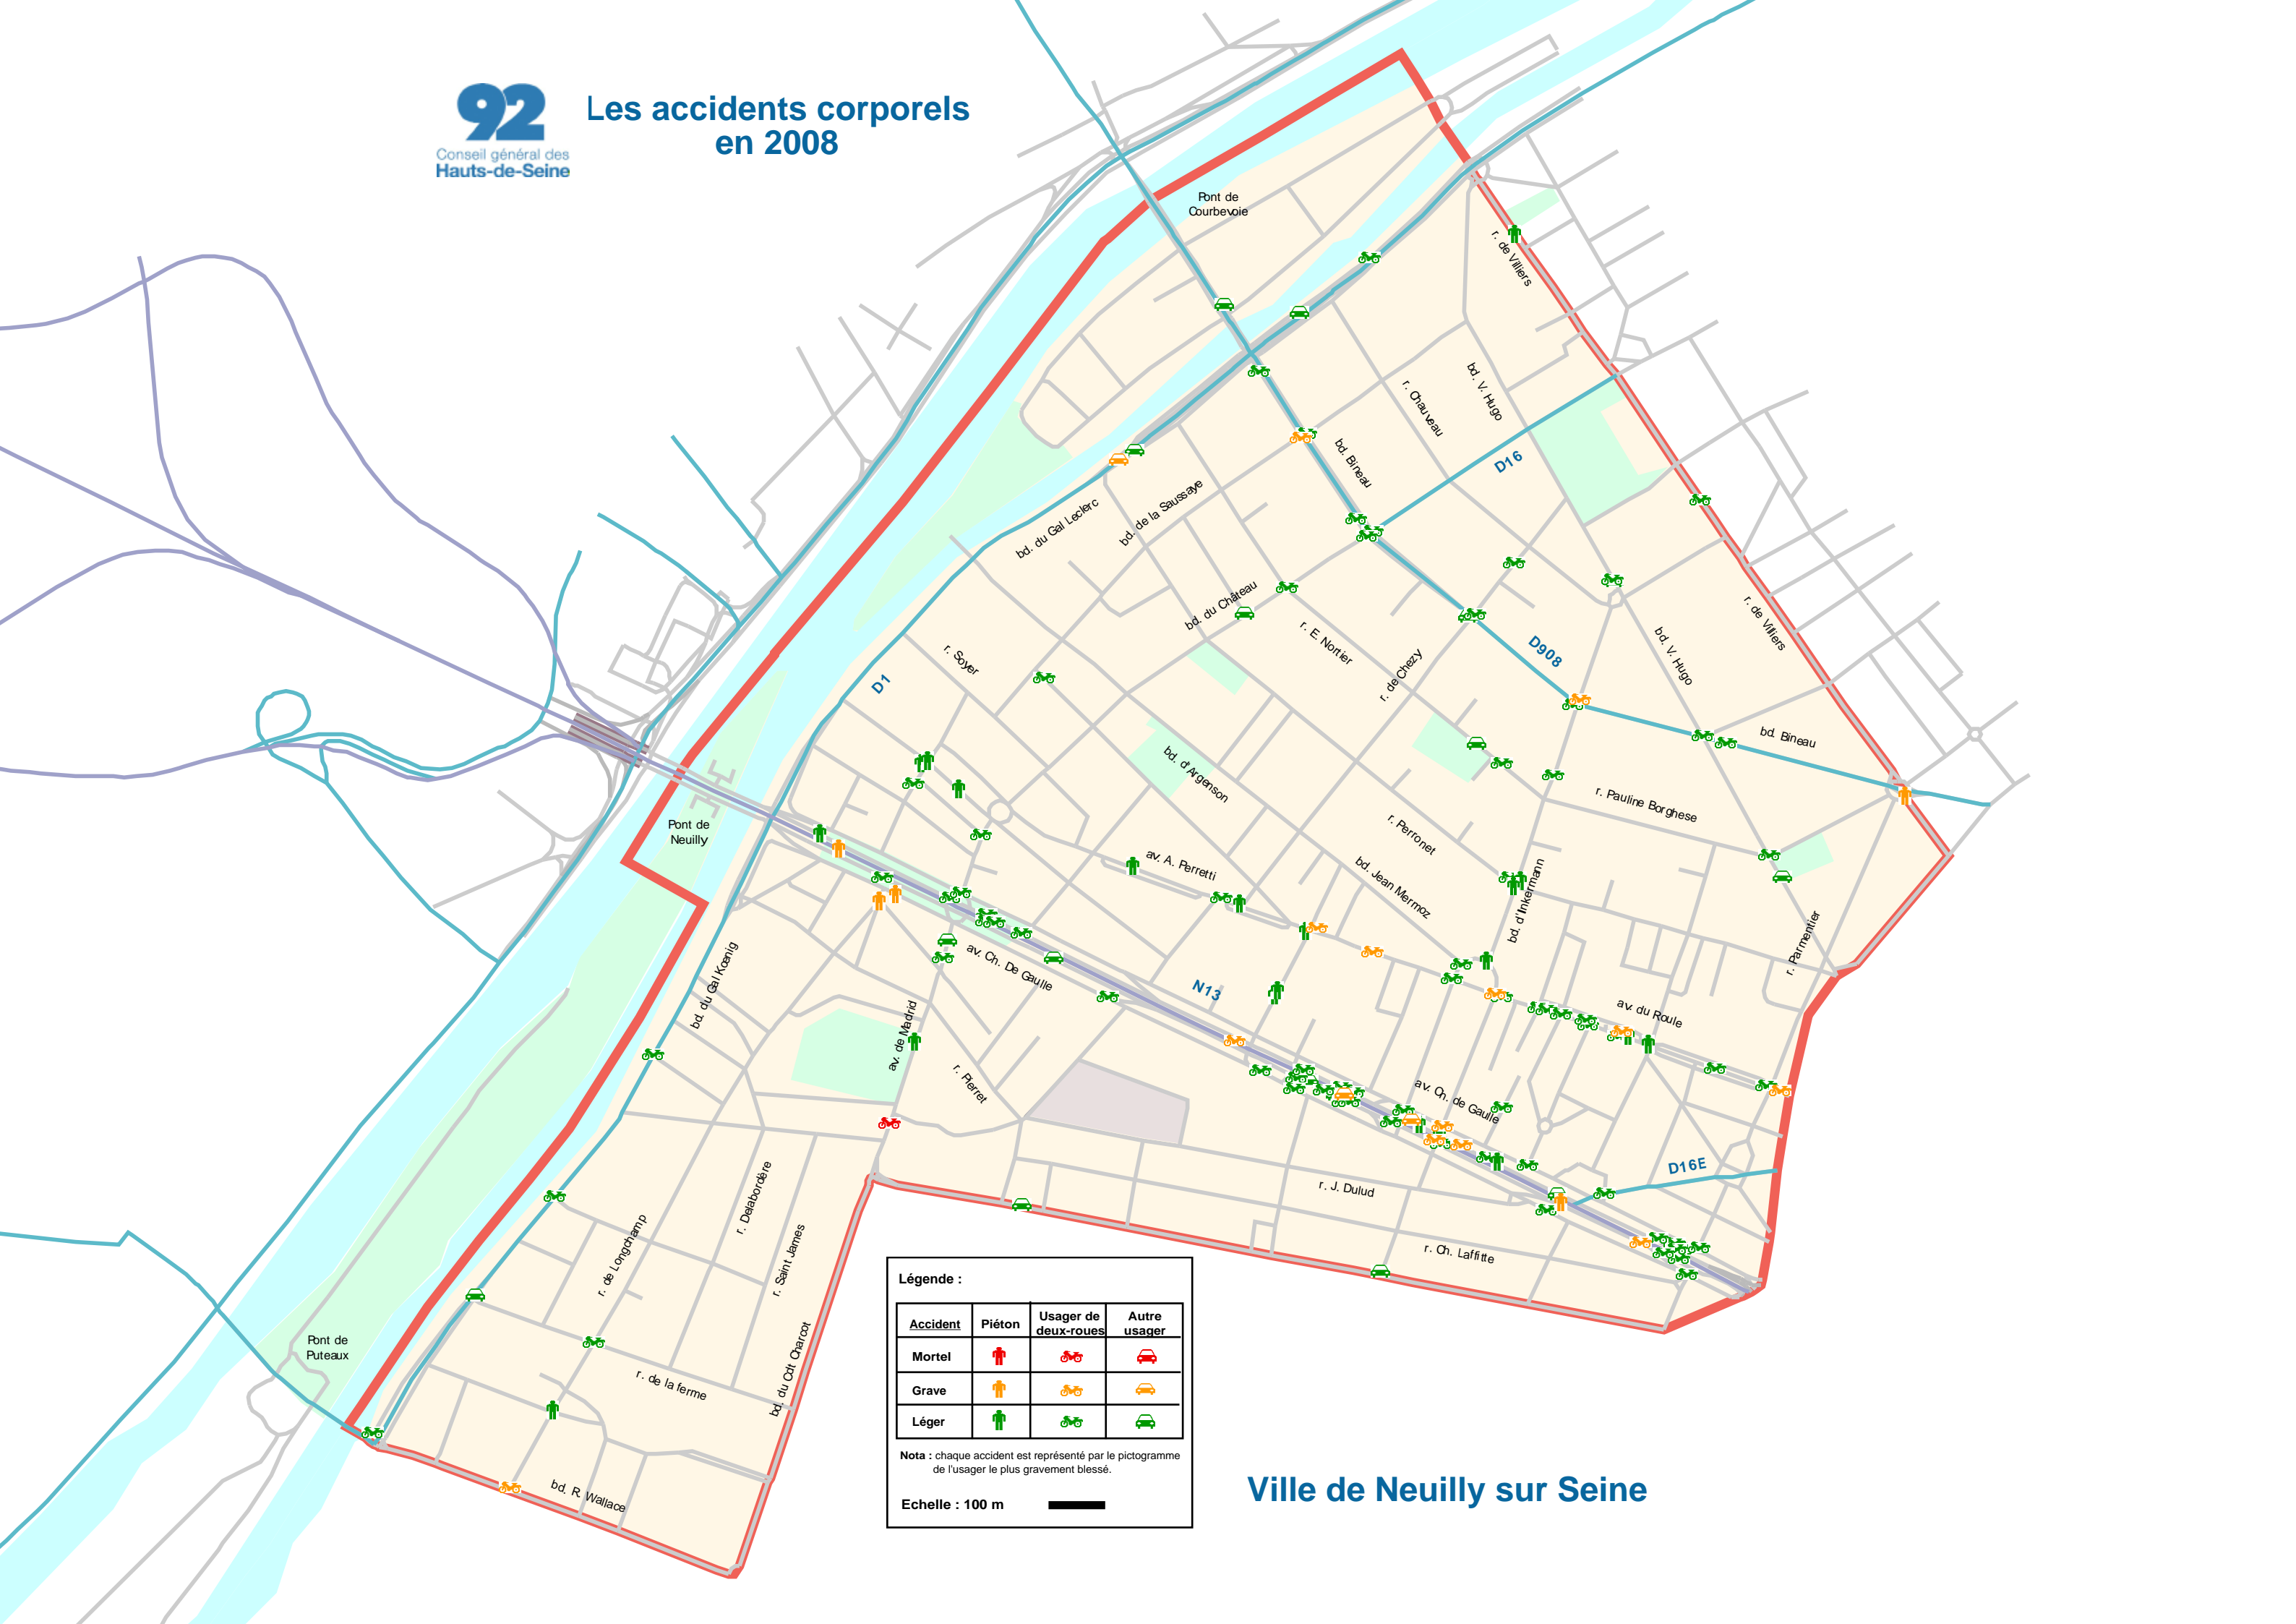 92
Conseil général des
Hauts-de-Seine
Les accidents corporels
en 2008
Pont de
Courbevoie
r. de Villiers
bd. V. Hugo
r. Chauveau
bd. Bineau
D16
bd. de la Saussaye
bd. du Gal Leclerc
bd. du Château
r. E. Nortier
r. de Chezy
D908
bd. V. Hugo
r. de Villiers
r. Soyer
D1
bd. Bineau
bd. d'Argenson
r. Pauline Borghese
Pont de
Neuilly
r. Perronet
av. A. Perretti
bd. Jean Mermoz
bd. d'Inkermann
r. Parmentier
bd. du Gal Koenig
av. Ch. De Gaulle
N13
av. du Roule
av. de Madrid
r. Pierret
av. Ch. de Gaulle
D16E
r. J. Dulud
r. Delabordère
r. de Longchamp
r. Saint James
r. Ch. Laffitte
Pont de
Puteaux
r. de la ferme
bd. du Cdt Charcot
bd. R. Wallace
Légende :
Accident Piéton Usager de deux-roues Autre usager
Mortel
Grave
Léger
Nota : chaque accident est représenté par le pictogramme
de l'usager le plus gravement blessé.
Echelle : 100 m
Ville de Neuilly sur Seine